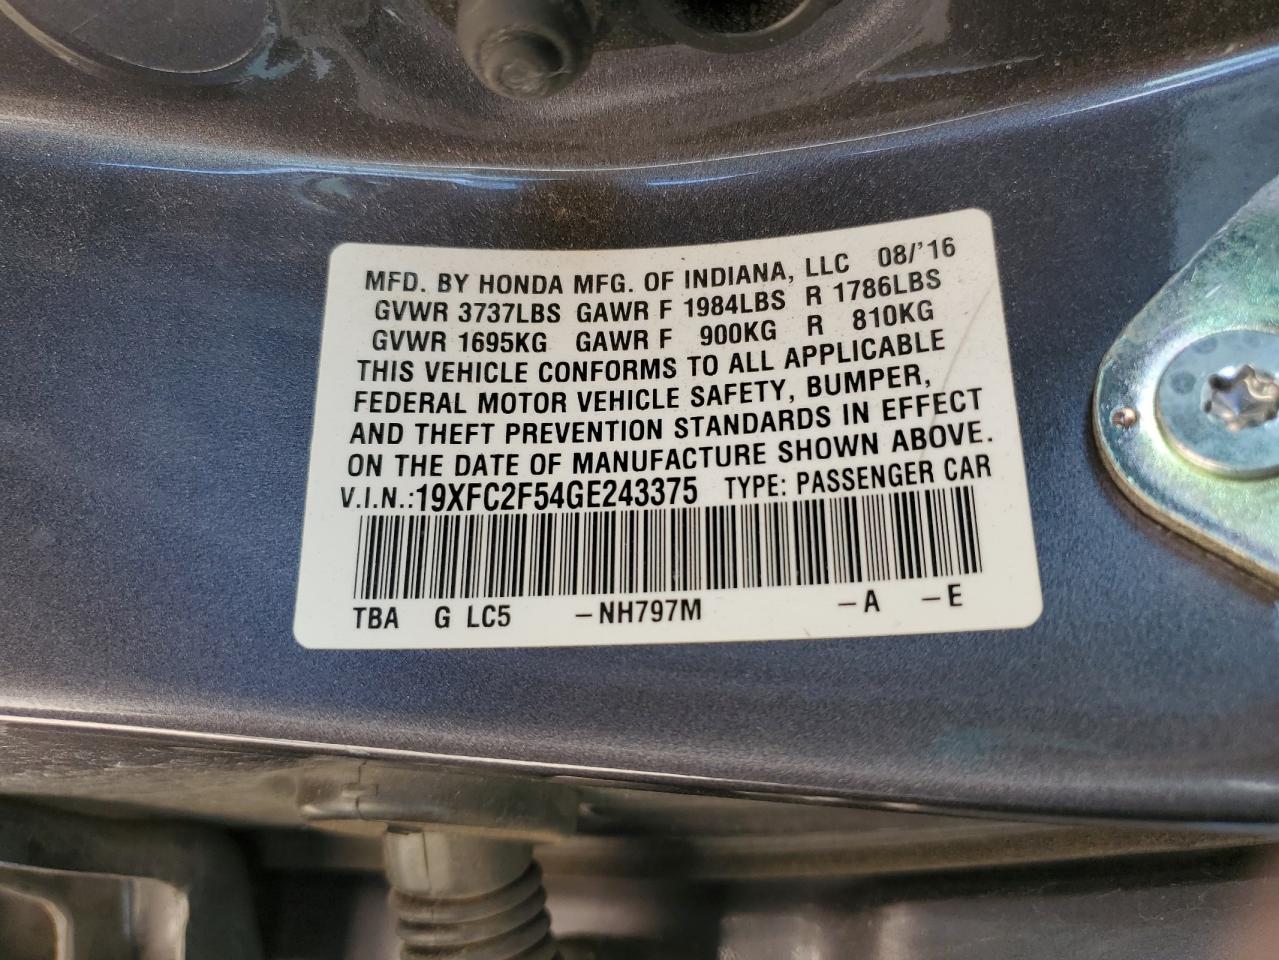 MFD. BY HONDA MFG. OF INDIANA, LLC 08/'16
GVWR 3737LBS GAWR F 1984LBS R 1786LBS
GVWR 1695KG GAWR F 900KG R 810KG
THIS VEHICLE CONFORMS TO ALL APPLICABLE
FEDERAL MOTOR VEHICLE SAFETY, BUMPER,
AND THEFT PREVENTION STANDARDS IN EFFECT
ON THE DATE OF MANUFACTURE SHOWN ABOVE.
V.I.N.:19XFC2F54GE243375 TYPE: PASSENGER CAR
TBA G LC5 –NH797M –A –E